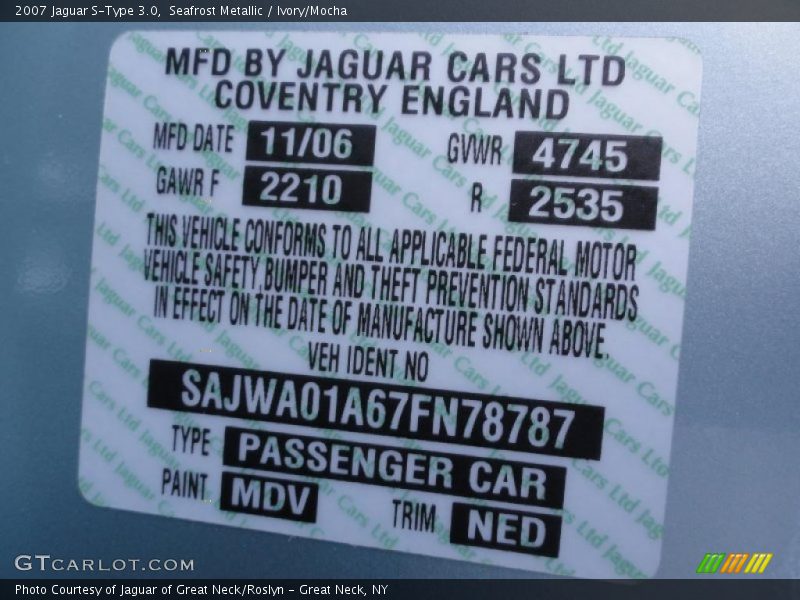 2007 Jaguar S-Type 3.0,  Seafrost Metallic / Ivory/Mocha
MFD BY JAGUAR CARS LTD
COVENTRY ENGLAND
MFD DATE 11/06 GVWR 4745
GAWR F 2210 R 2535
THIS VEHICLE CONFORMS TO ALL APPLICABLE FEDERAL MOTOR
VEHICLE SAFETY,BUMPER AND THEFT PREVENTION STANDARDS
IN EFFECT ON THE DATE OF MANUFACTURE SHOWN ABOVE.
VEH IDENT NO
SAJWA01A67FN78787
TYPE PASSENGER CAR
PAINT MDV TRIM NED
GTCARLOT.COM
Photo Courtesy of Jaguar of Great Neck/Roslyn - Great Neck, NY